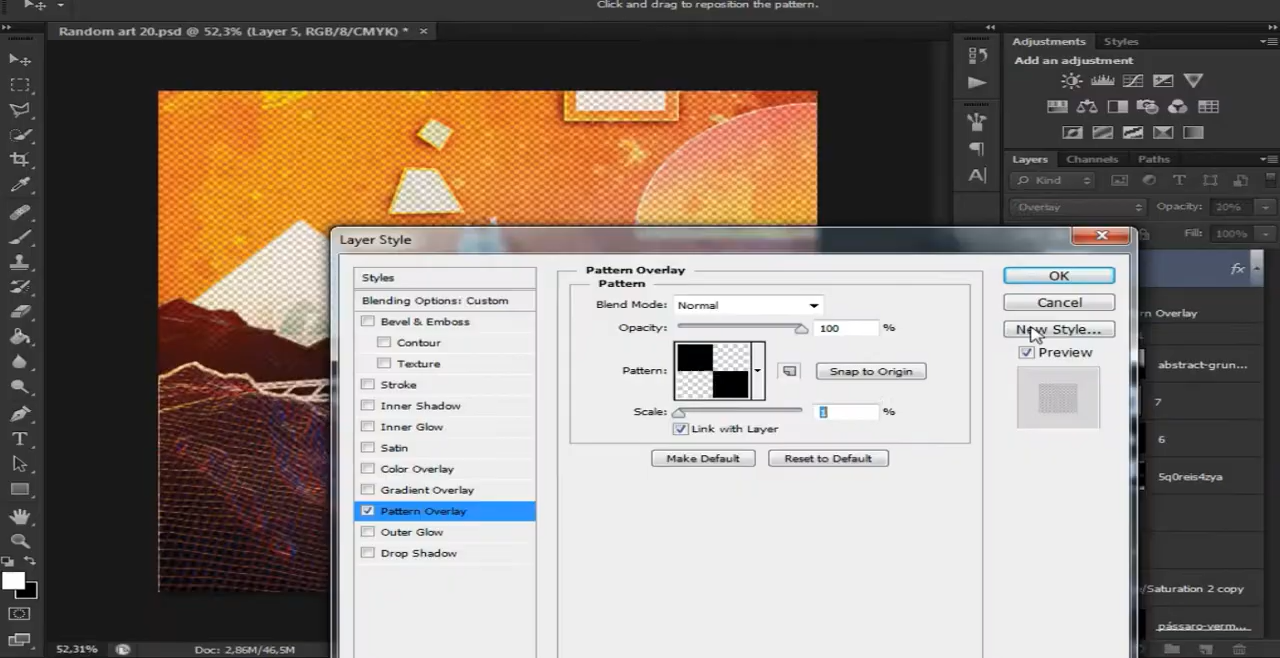 Click and drag to reposition the pattern.
Random art 20.psd @ 52,3% (Layer 5, RGB/8/CMYK) * ×
Adjustments Styles
Add an adjustment
Layers Channels Paths
Kind
Overlay Opacity: 20%
Fill: 100%
fx
rn Overlay
abstract-grun...
7
6
5q0reis4zya
/Saturation 2 copy
pássaro-verm...
Layer Style
Styles
Blending Options: Custom
Bevel & Emboss
Contour
Texture
Stroke
Inner Shadow
Inner Glow
Satin
Color Overlay
Gradient Overlay
Pattern Overlay
Outer Glow
Drop Shadow
Pattern Overlay
Pattern
Blend Mode: Normal
Opacity: 100 %
Pattern: Snap to Origin
Scale: 1 %
Link with Layer
Make Default Reset to Default
OK
Cancel
New Style...
Preview
52,31% Doc: 2,86M/46,5M